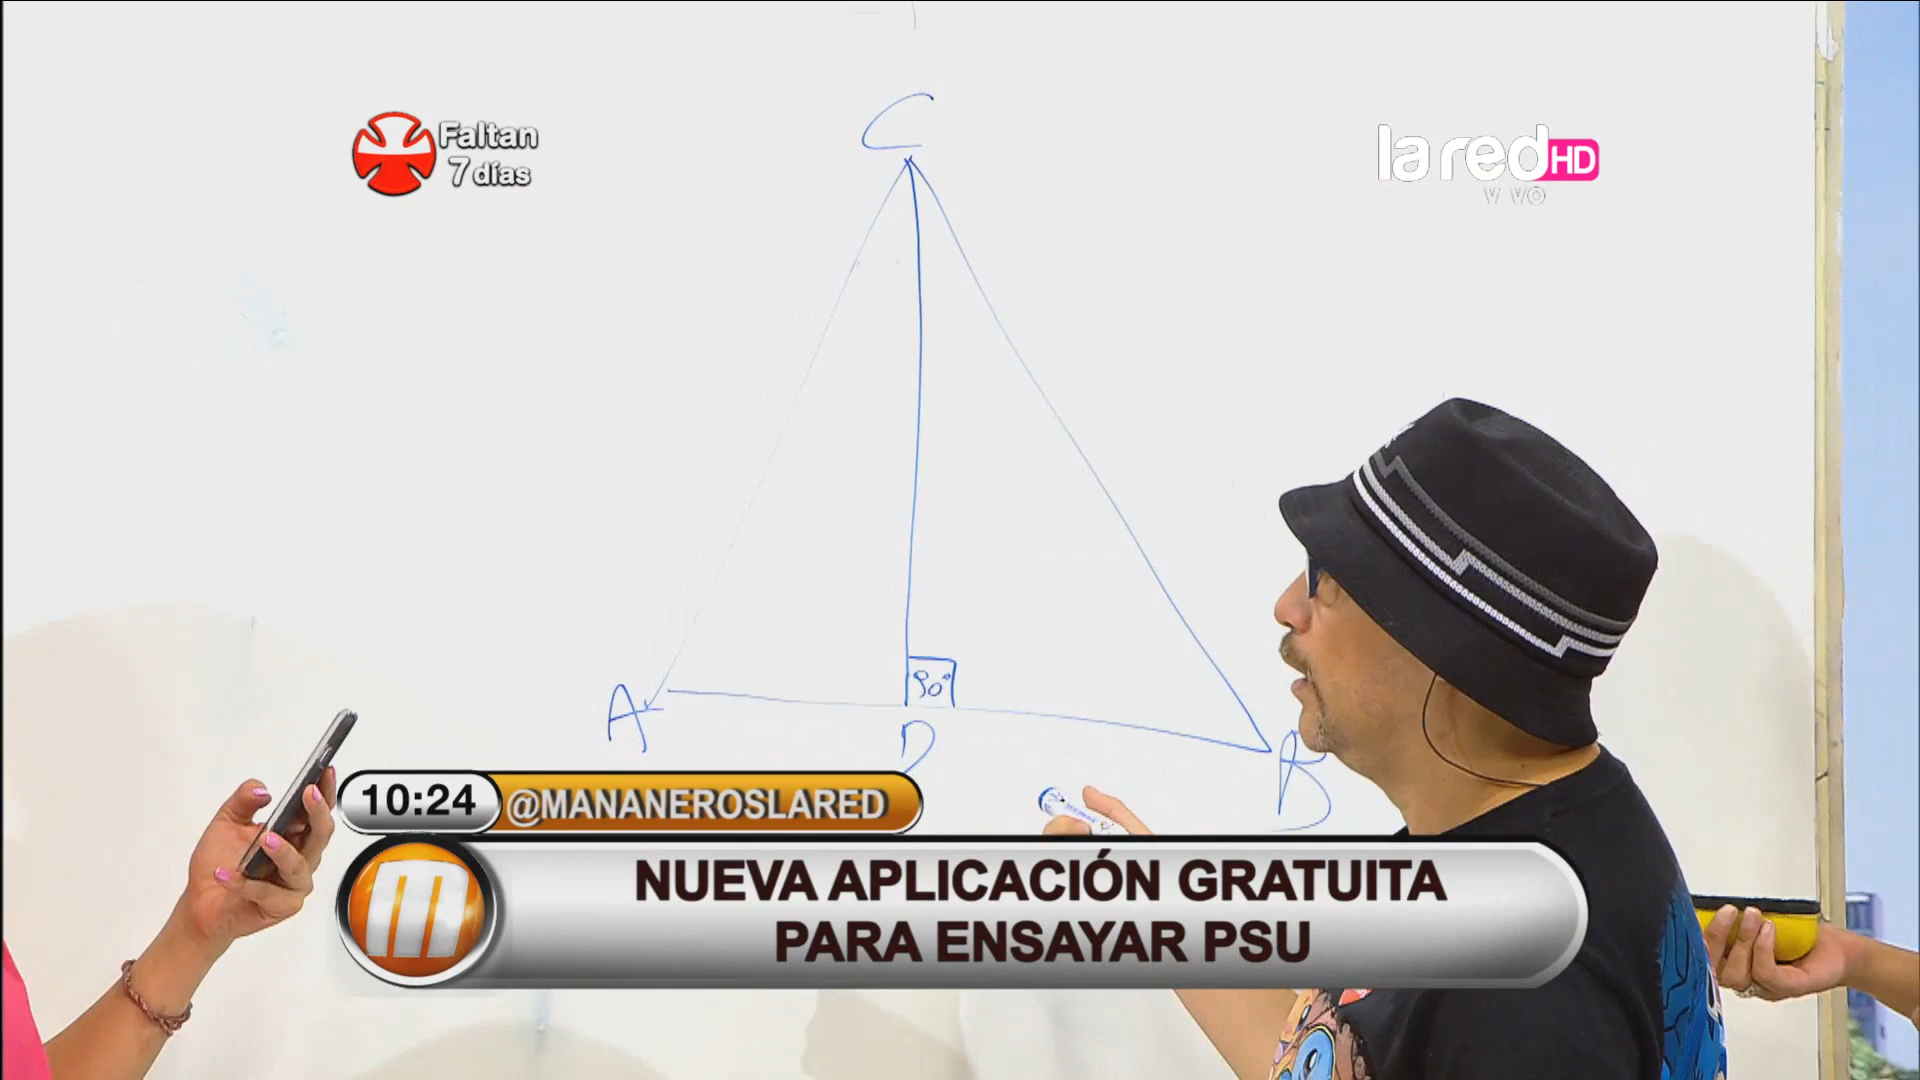 C
Faltan
7 días
la red HD
VIVO
90°
A
D
B
10:24 @MANANEROSLARED
m NUEVA APLICACIÓN GRATUITA
PARA ENSAYAR PSU